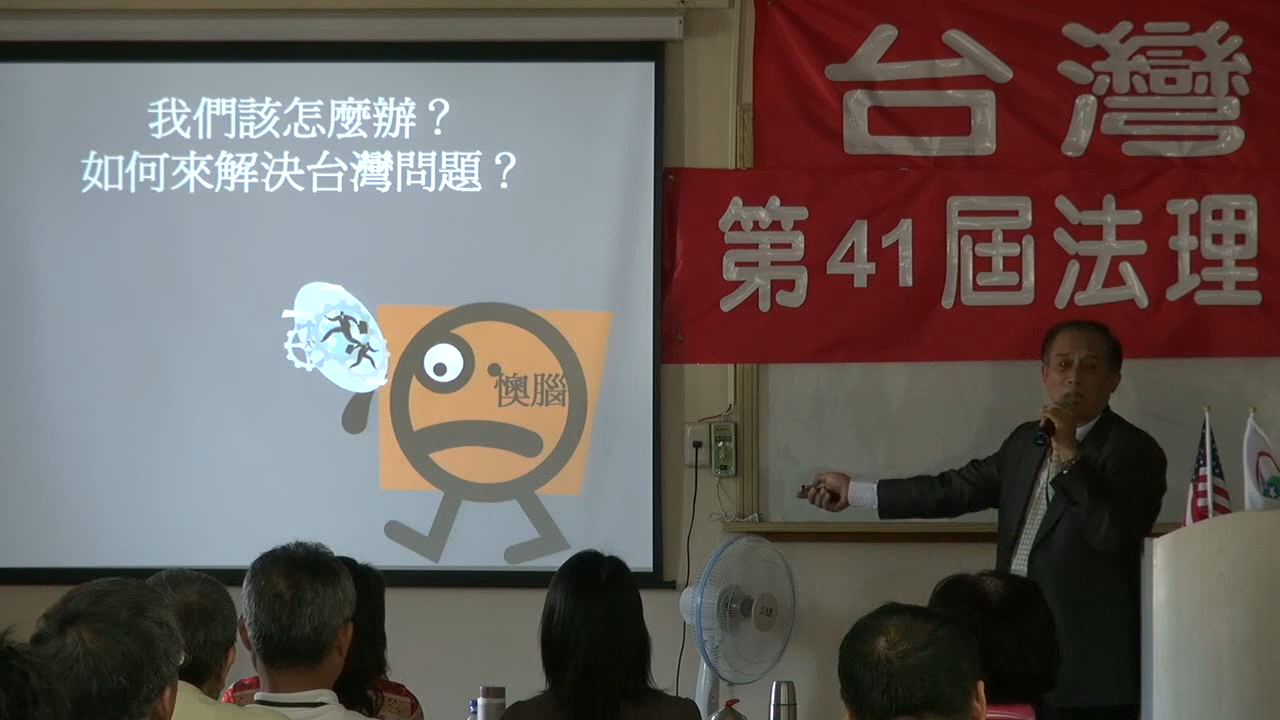 我們該怎麼辦？
如何來解決台灣問題？
懊腦
台灣
第41屆法理